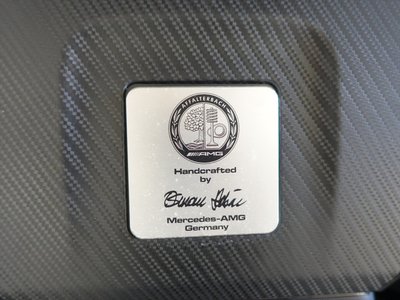 AFFALTERBACH
AMG
Handcrafted
by
Mercedes-AMG
Germany